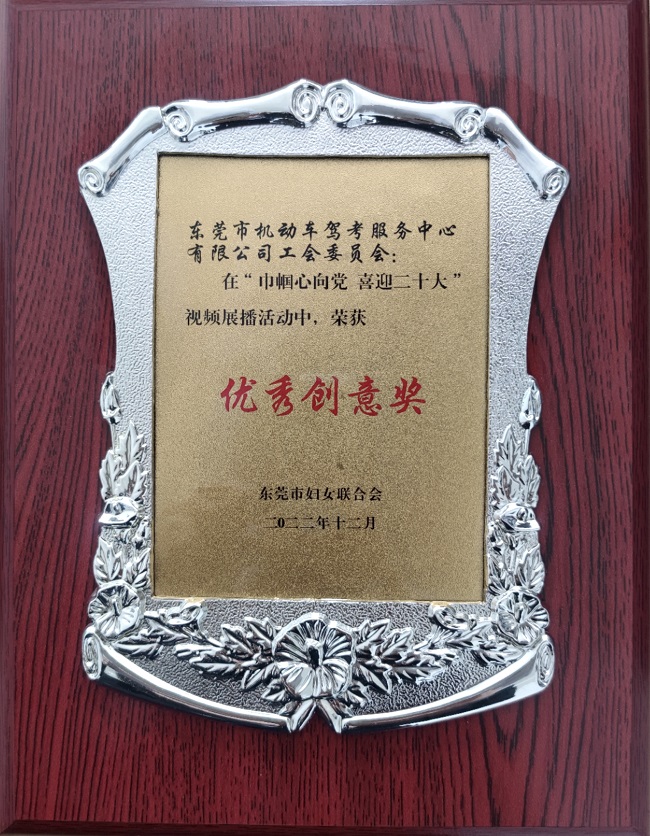 东莞市机动车驾考服务中心
有限公司工会委员会：
在“巾帼心向党 喜迎二十大”
视频展播活动中，荣获
优秀创意奖
东莞市妇女联合会
二0二二年十二月